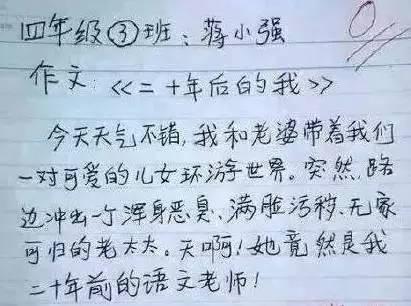 四年级③班：蒋小强
作文：<<二十年后的我>>
今天天气不错，我和老婆带着我们
一对可爱的儿女环游世界。突然，路
边冲出一个浑身恶臭、满脸污秽、无家
可归的老太太。天啊！她竟然是我
二十年前的语文老师！
0